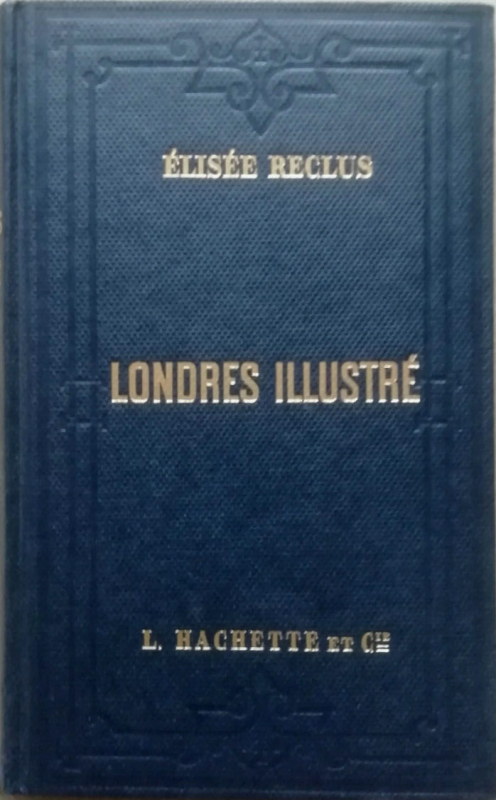 ÉLISÉE RECLUS
LONDRES ILLUSTRÉ
L. HACHETTE ET CIE